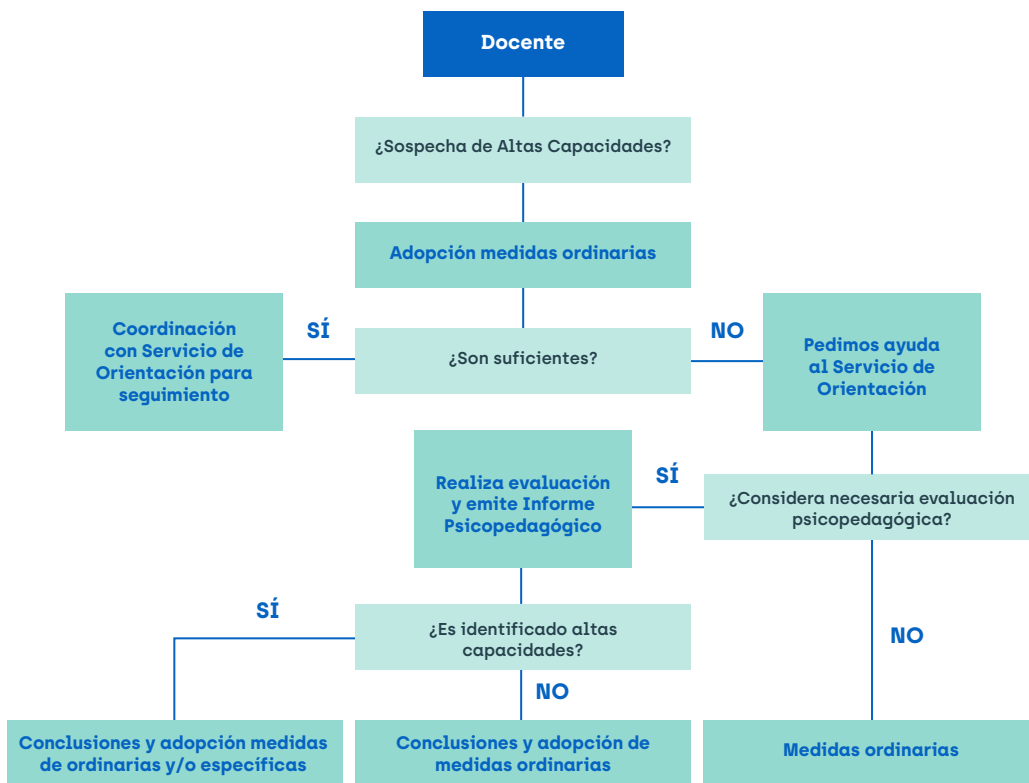 Docente
¿Sospecha de Altas Capacidades?
Adopción medidas ordinarias
SÍ
NO
Coordinación
con Servicio de
Orientación para
seguimiento
¿Son suficientes?
Pedimos ayuda
al Servicio de
Orientación
Realiza evaluación
y emite Informe
Psicopedagógico
SÍ
¿Considera necesaria evaluación
psicopedagógica?
SÍ
¿Es identificado altas
capacidades?
NO
NO
Conclusiones y adopción medidas
de ordinarias y/o específicas
Conclusiones y adopción de
medidas ordinarias
Medidas ordinarias